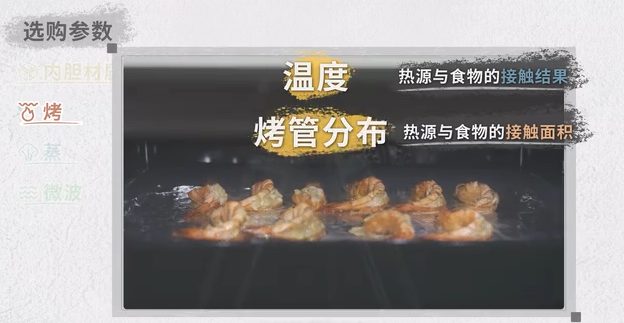 选购参数
内胆材质
烤
蒸
微波
温度
热源与食物的接触结果
烤管分布
热源与食物的接触面积